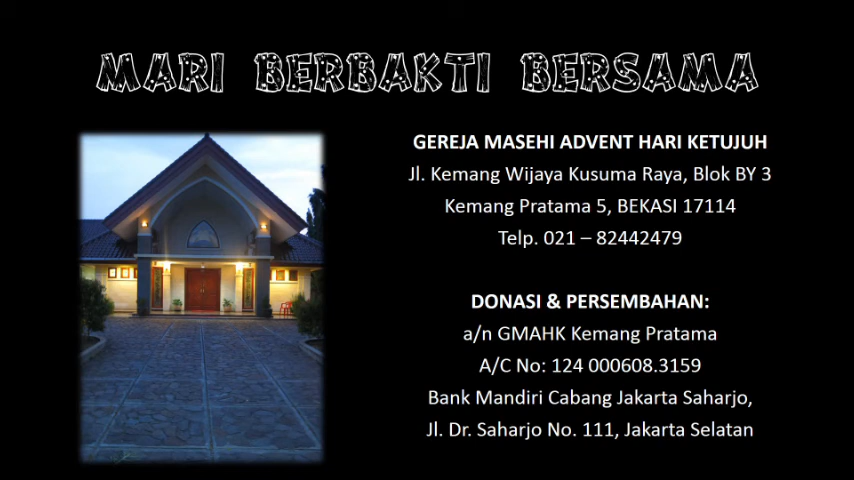 MARI BERBAKTI BERSAMA
GEREJA MASEHI ADVENT HARI KETUJUH
Jl. Kemang Wijaya Kusuma Raya, Blok BY 3
Kemang Pratama 5, BEKASI 17114
Telp. 021 – 82442479
DONASI & PERSEMBAHAN:
a/n GMAHK Kemang Pratama
A/C No: 124 000608.3159
Bank Mandiri Cabang Jakarta Saharjo,
Jl. Dr. Saharjo No. 111, Jakarta Selatan